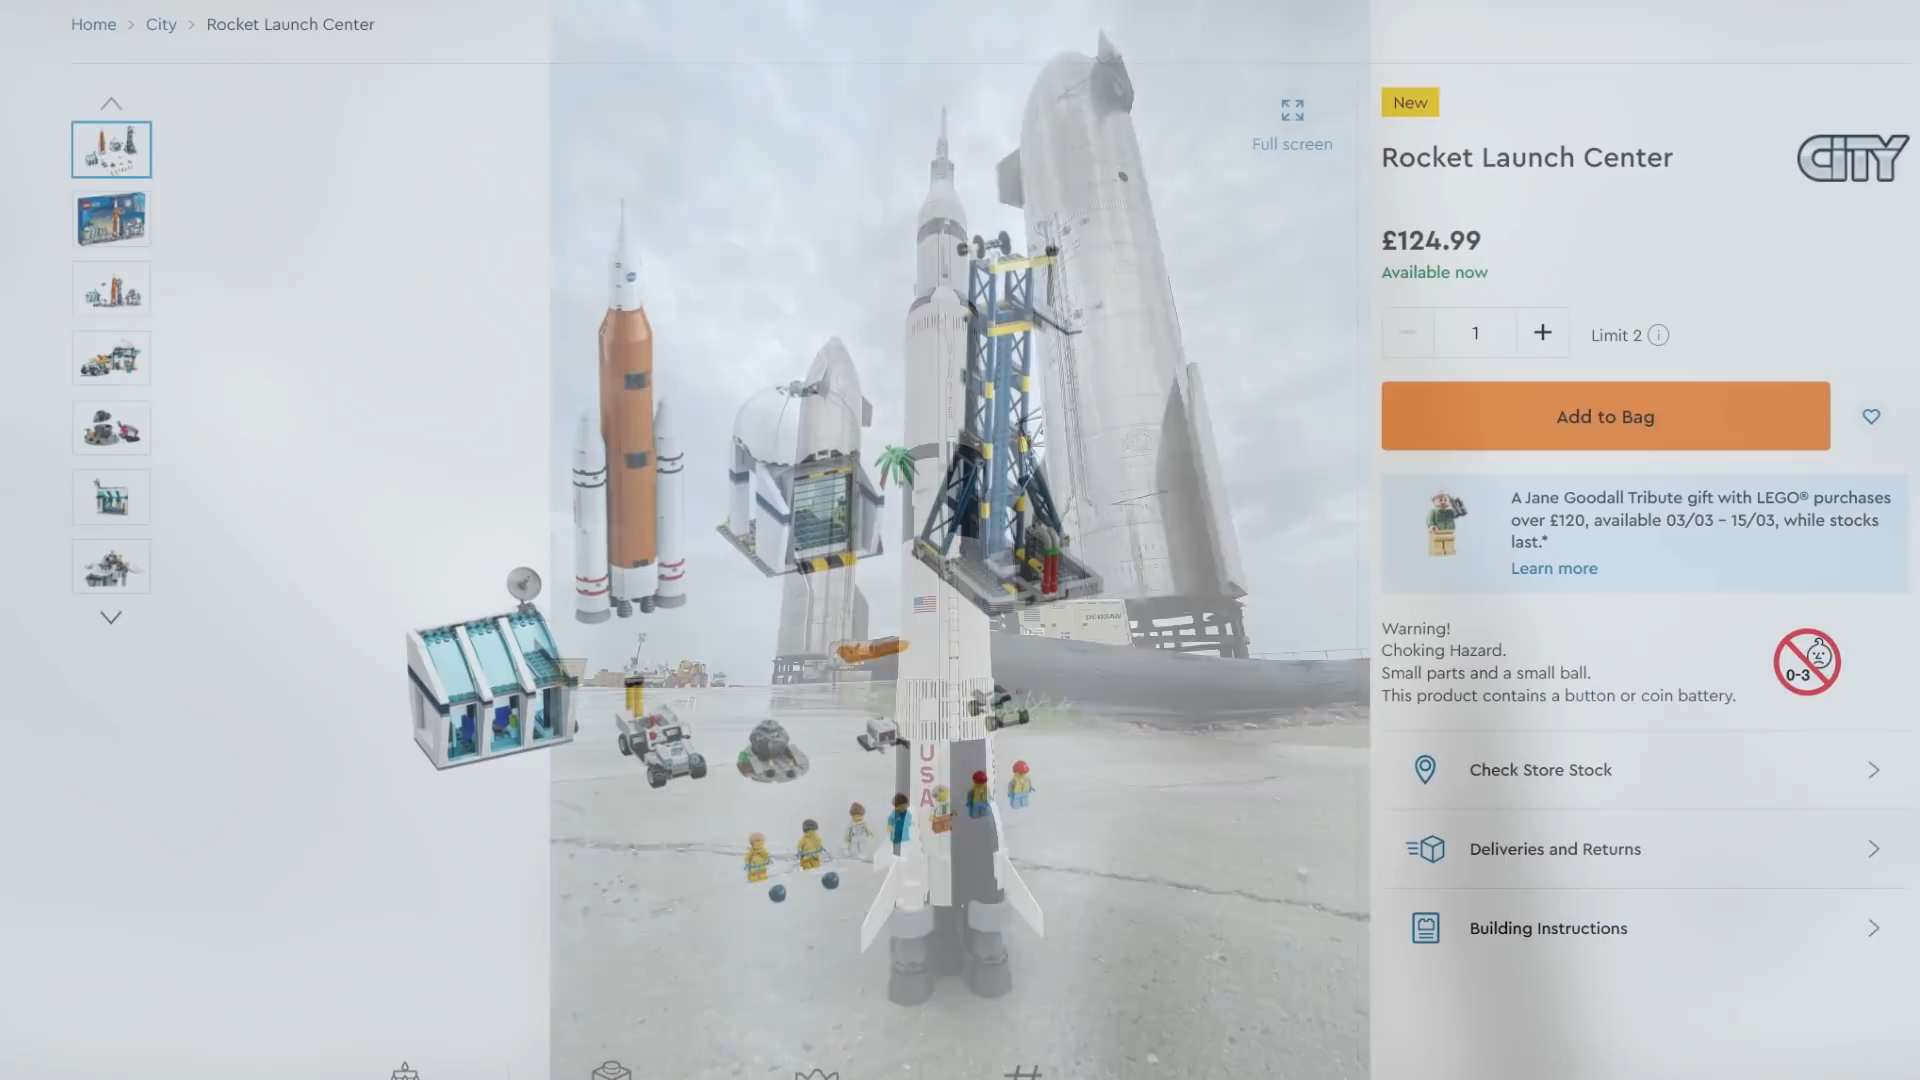 Home > City > Rocket Launch Center
Full screen
New
Rocket Launch Center
CITY
£124.99
Available now
1
Limit 2
Add to Bag
A Jane Goodall Tribute gift with LEGO® purchases
over £120, available 03/03 - 15/03, while stocks
last.*
Learn more
Warning!
Choking Hazard.
Small parts and a small ball.
This product contains a button or coin battery.
0-3
Check Store Stock
Deliveries and Returns
Building Instructions
USA